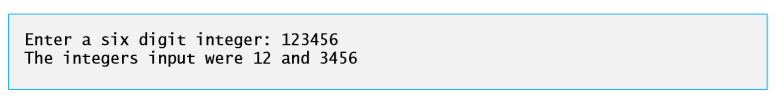 Enter a six digit integer: 123456
The integers input were 12 and 3456